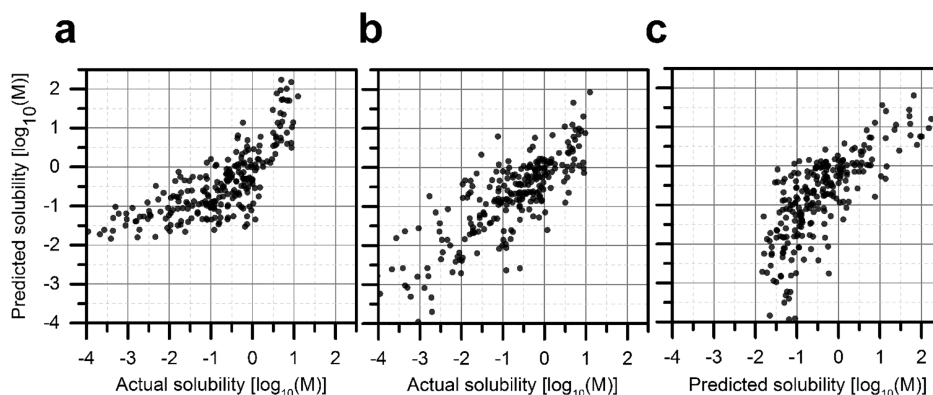 a b c
Predicted solubility [log10(M)]
2
1
0
-1
-2
-3
-4
-4 -3 -2 -1 0 1 2 -4 -3 -2 -1 0 1 2 -4 -3 -2 -1 0 1 2
Actual solubility [log10(M)] Actual solubility [log10(M)] Predicted solubility [log10(M)]